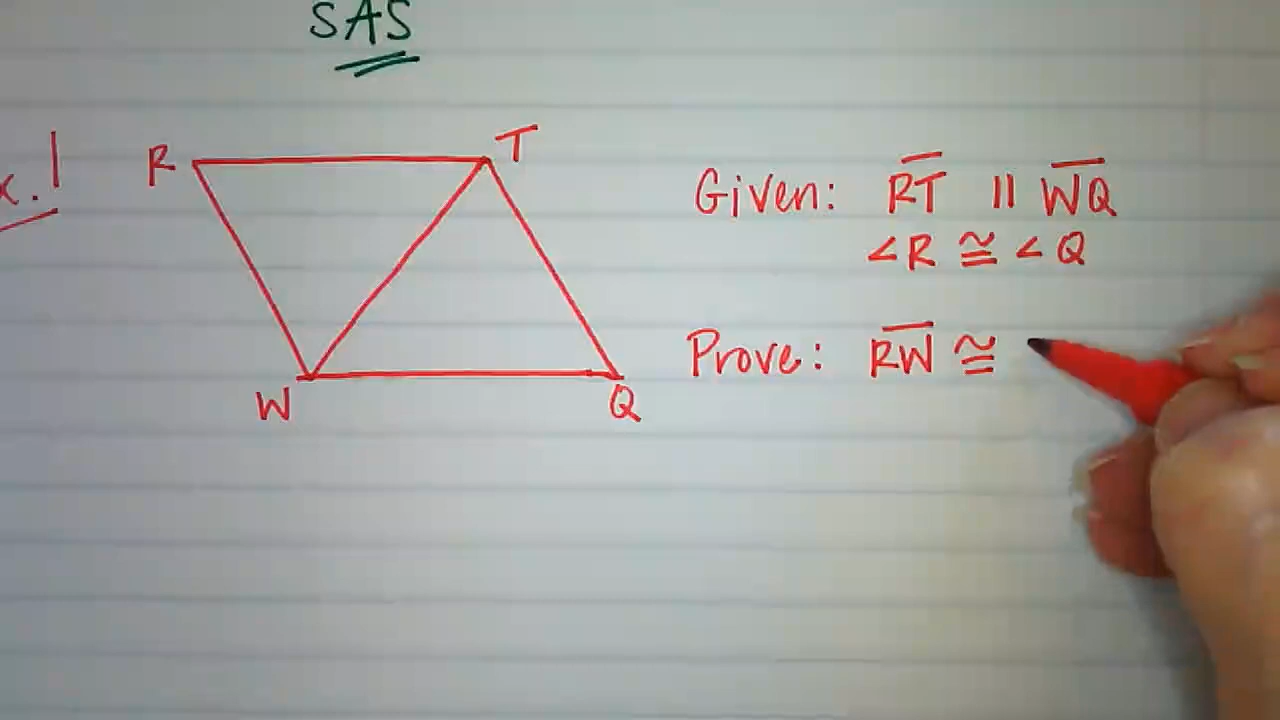 SAS
x. 1
R
T
Given: RT || WQ
<R ≅ <Q
Prove: RW ≅
W
Q